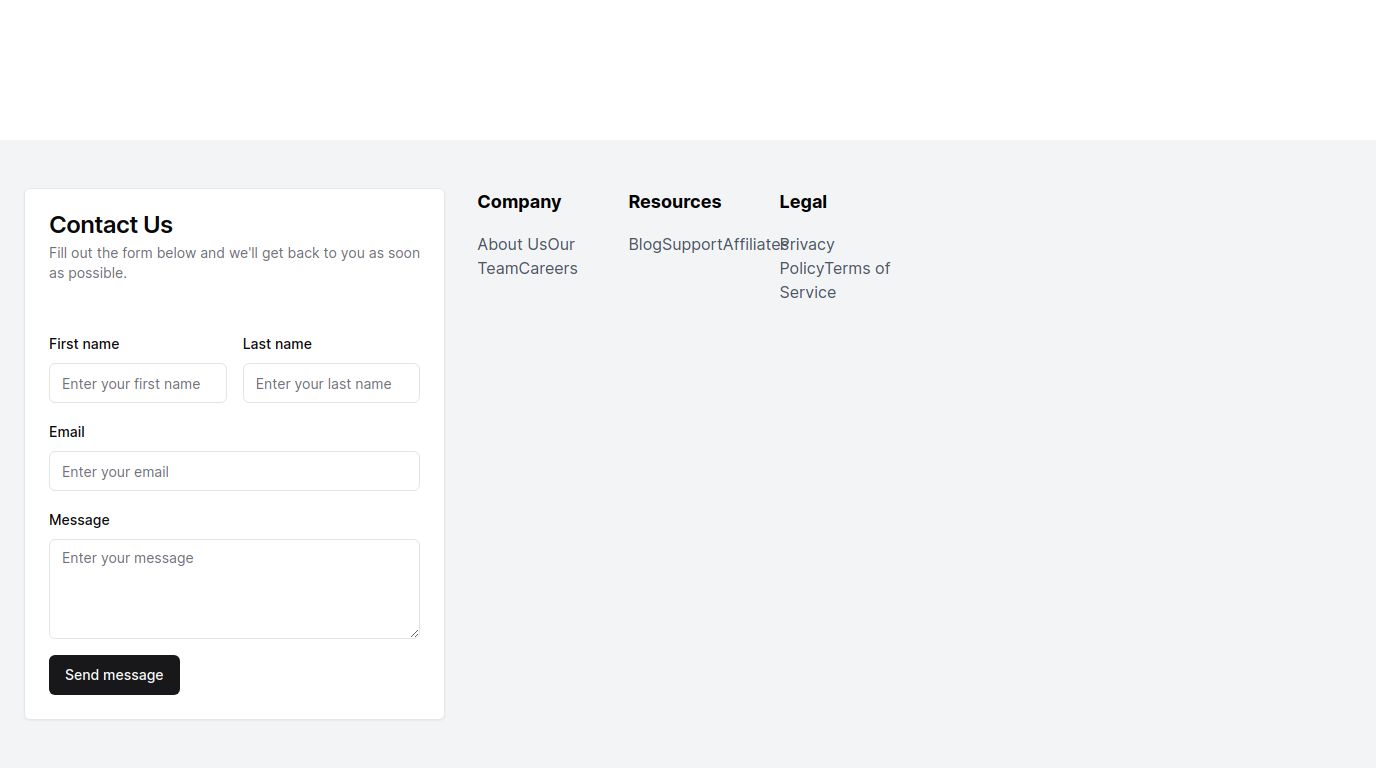 Contact Us
Fill out the form below and we'll get back to you as soon
as possible.
First name
Last name
Enter your first name
Enter your last name
Email
Enter your email
Message
Enter your message
Send message
Company
About UsOur
TeamCareers
Resources
BlogSupportAffiliates
Legal
Privacy
PolicyTerms of
Service